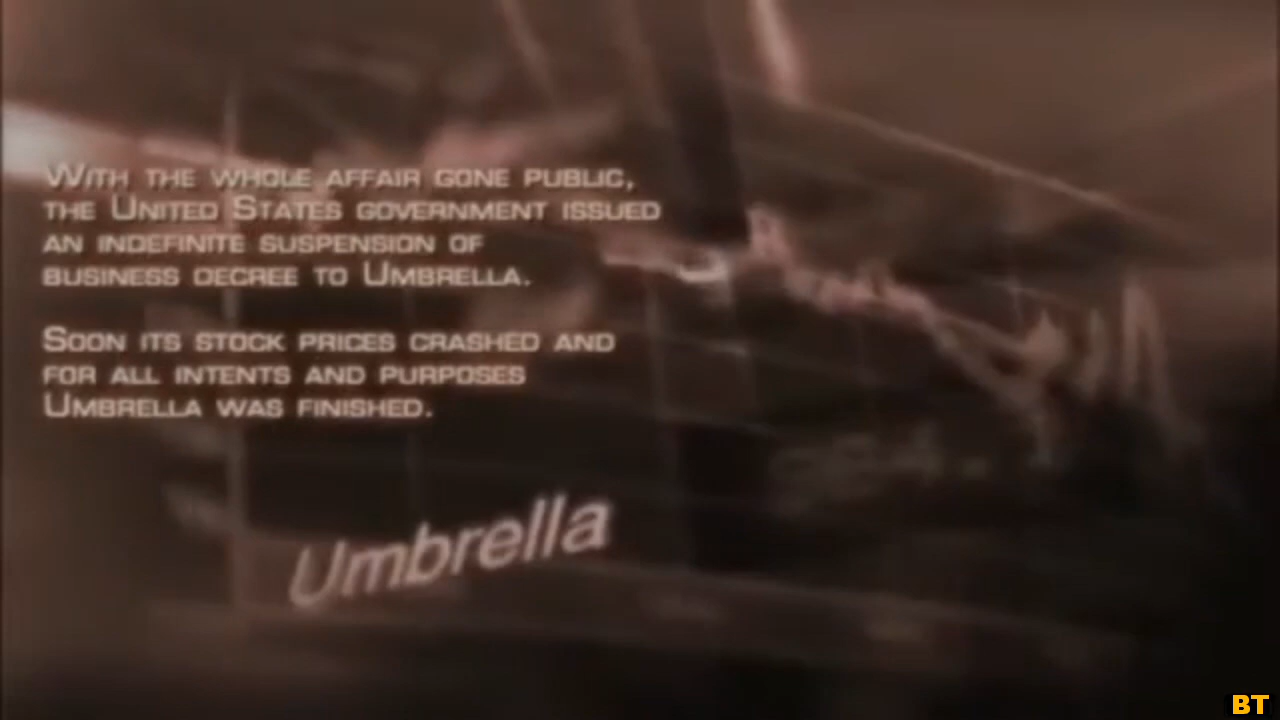 With the whole affair gone public,
the United States government issued
an indefinite suspension of
business decree to Umbrella.
Soon its stock prices crashed and
for all intents and purposes
Umbrella was finished.
Umbrella
BT